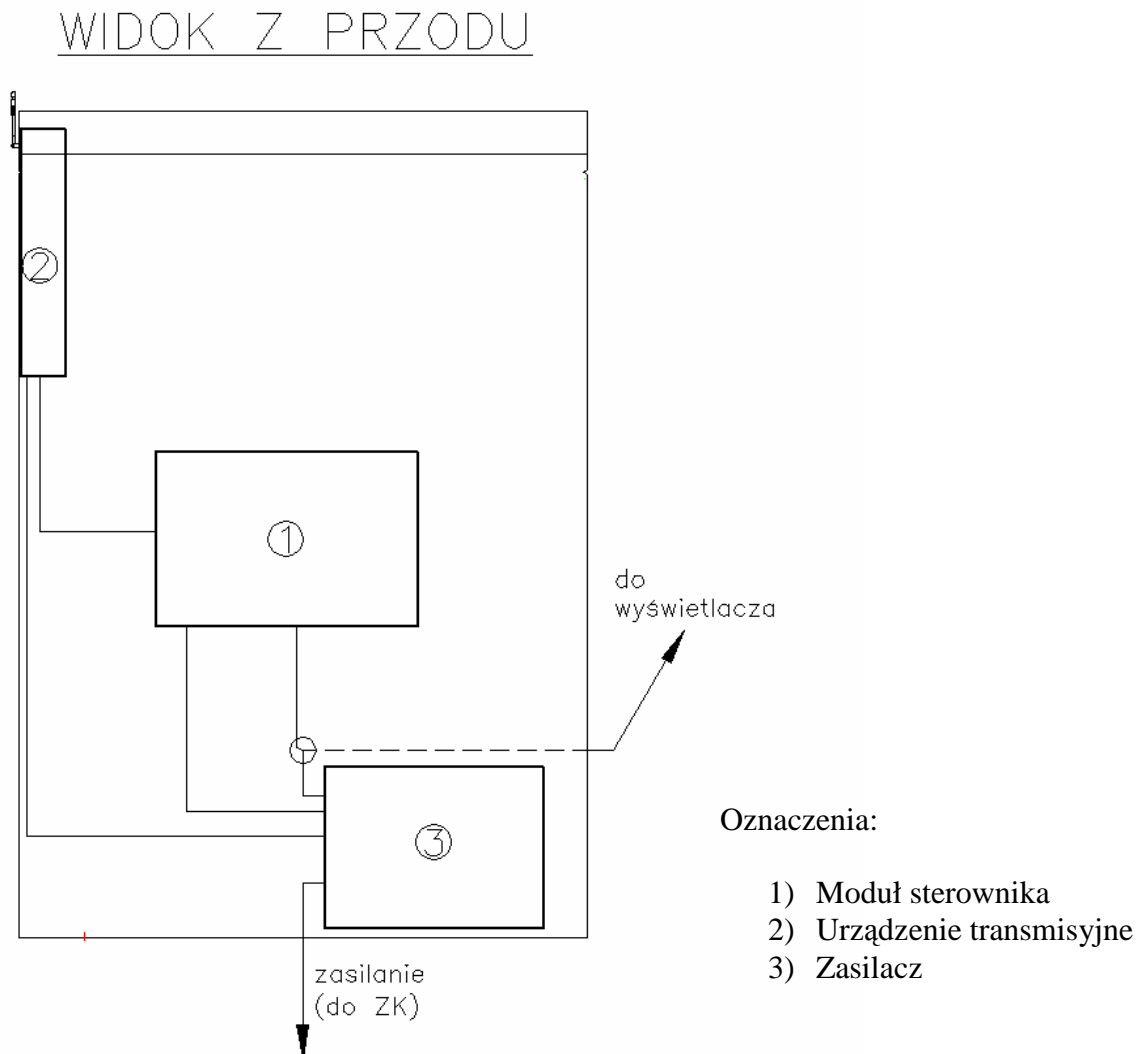 WIDOK Z PRZODU
2
1
do
wyświetlacza
3
Oznaczenia:
1) Moduł sterownika
2) Urządzenie transmisyjne
3) Zasilacz
zasilanie
(do ZK)